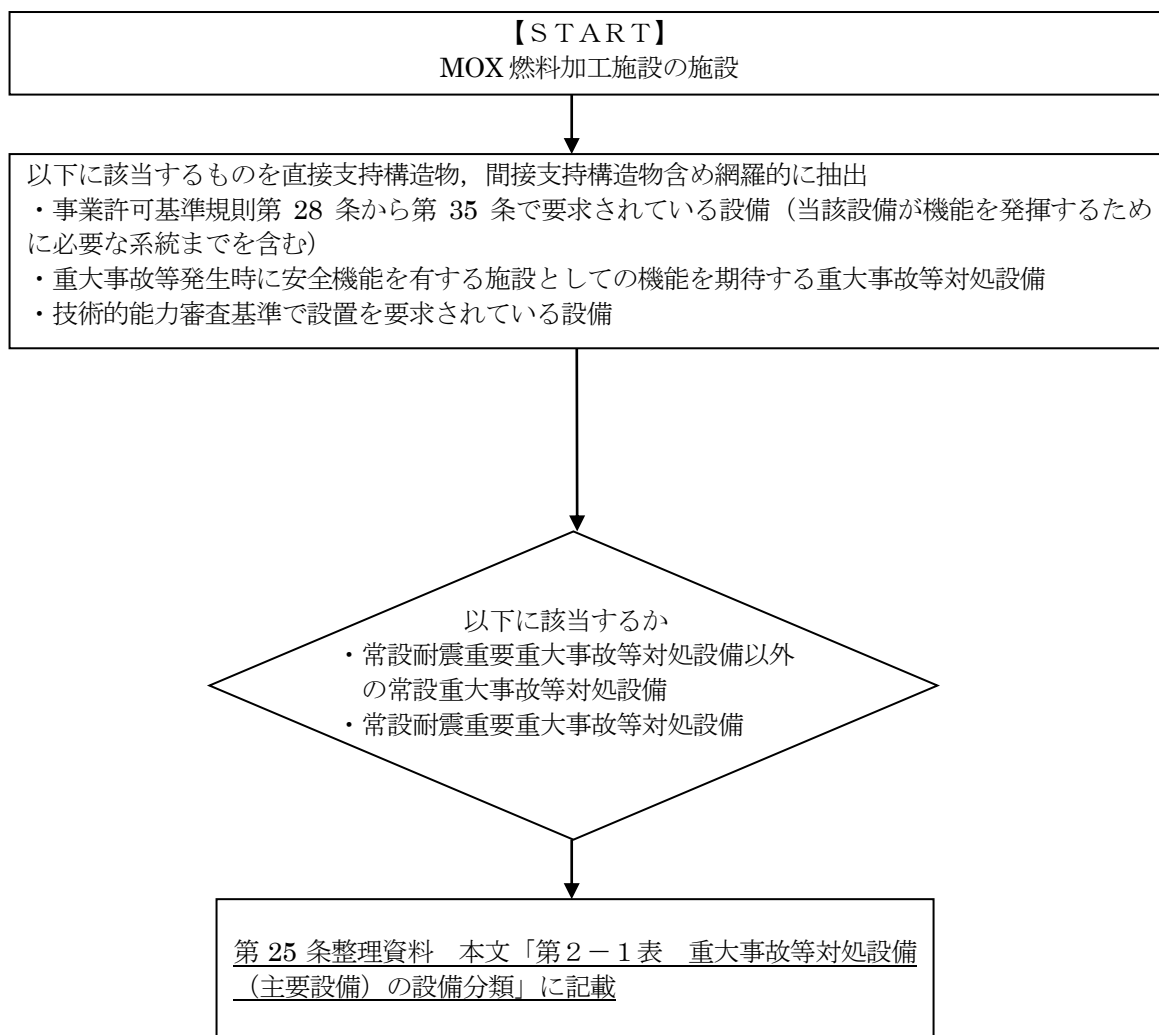 【ＳＴＡＲＴ】
MOX 燃料加工施設の施設
以下に該当するものを直接支持構造物，間接支持構造物含め網羅的に抽出
・事業許可基準規則第 28 条から第 35 条で要求されている設備（当該設備が機能を発揮するため
に必要な系統までを含む）
・重大事故等発生時に安全機能を有する施設としての機能を期待する重大事故等対処設備
・技術的能力審査基準で設置を要求されている設備
以下に該当するか
・常設耐震重要重大事故等対処設備以外
の常設重大事故等対処設備
・常設耐震重要重大事故等対処設備
第 25 条整理資料　本文「第２－１表　重大事故等対処設備
（主要設備）の設備分類」に記載